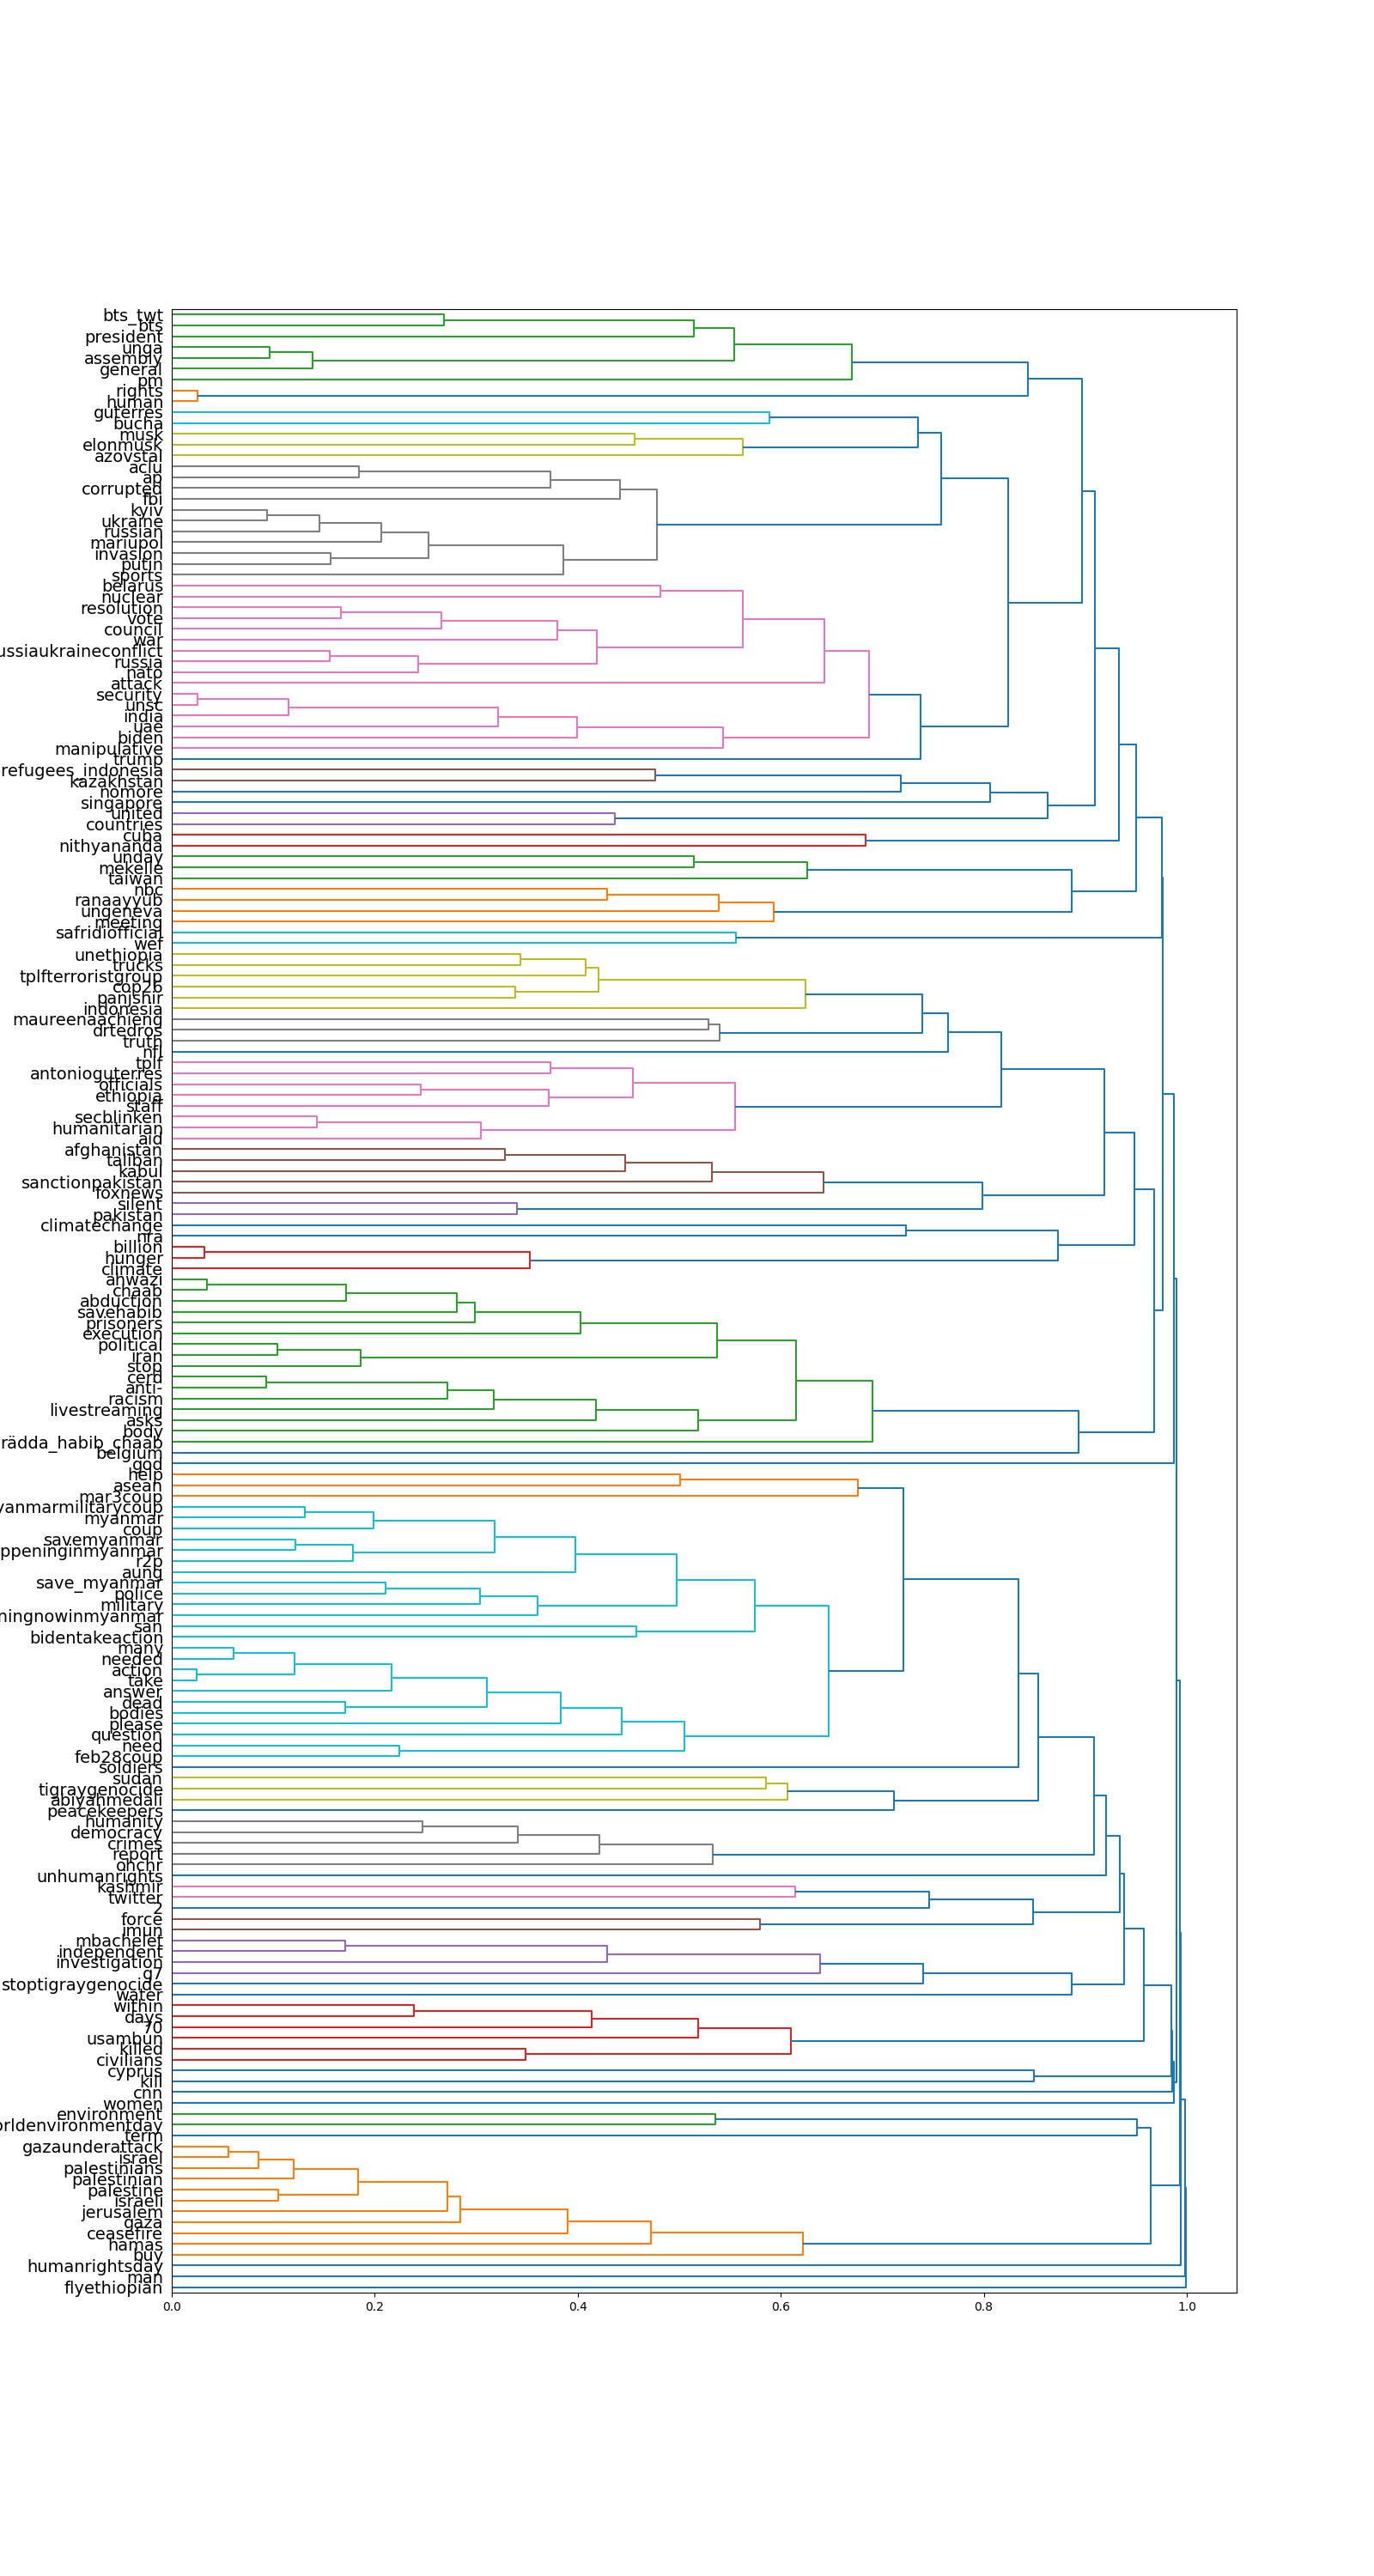 bts_twt
bts
president
unga
assembly
general
pm
rights
human
guterres
bucha
musk
elonmusk
azovstal
aclu
ap
corrupted
fbi
kyiv
ukraine
russian
mariupol
invasion
putin
sports
belarus
nuclear
resolution
vote
council
war
ussiaukraineconflict
russia
nato
attack
security
unsc
india
uae
biden
manipulative
trump
refugees_indonesia
kazakhstan
nomore
singapore
united
countries
cuba
nithyananda
unday
mekelle
taiwan
nbc
ranaayyub
ungeneva
meeting
safridiofficial
wef
unethiopia
trucks
tplfterroristgroup
cop26
panjshir
indonesia
maureenaachieng
drtedros
truth
nfl
tplf
antonioguterres
officials
ethiopia
staff
secblinken
humanitarian
aid
afghanistan
taliban
kabul
sanctionpakistan
foxnews
silent
pakistan
climatechange
nra
billion
hunger
climate
ahwazi
chaab
abduction
savehabib
prisoners
execution
political
iran
stop
cerd
anti-
racism
livestreaming
asks
body
rädda_habib_chaab
belgium
god
help
asean
mar3coup
yanmarmilitarycoup
myanmar
coup
savemyanmar
ppeninginmyanmar
r2p
aung
save_myanmar
police
military
ningnowinmyanmar
san
bidentakeaction
many
needed
action
take
answer
dead
bodies
please
question
need
feb28coup
soldiers
sudan
tigraygenocide
abiyahmedali
peacekeepers
humanity
democracy
crimes
report
ohchr
unhumanrights
kashmir
twitter
2
force
imun
mbachelet
independent
investigation
g7
stoptigraygenocide
water
within
days
70
usambun
killed
civilians
cyprus
kill
cnn
women
environment
orldenvironmentday
term
gazaunderattack
israel
palestinians
palestinian
palestine
israeli
jerusalem
gaza
ceasefire
hamas
buy
humanrightsday
man
flyethiopian
0.0 0.2 0.4 0.6 0.8 1.0